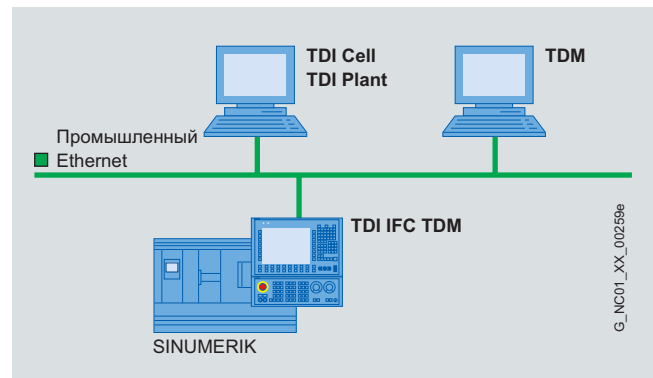 TDI Cell
TDI Plant
TDM
Промышленный
Ethernet
TDI IFC TDM
SINUMERIK
G_NC01_XX_00259e